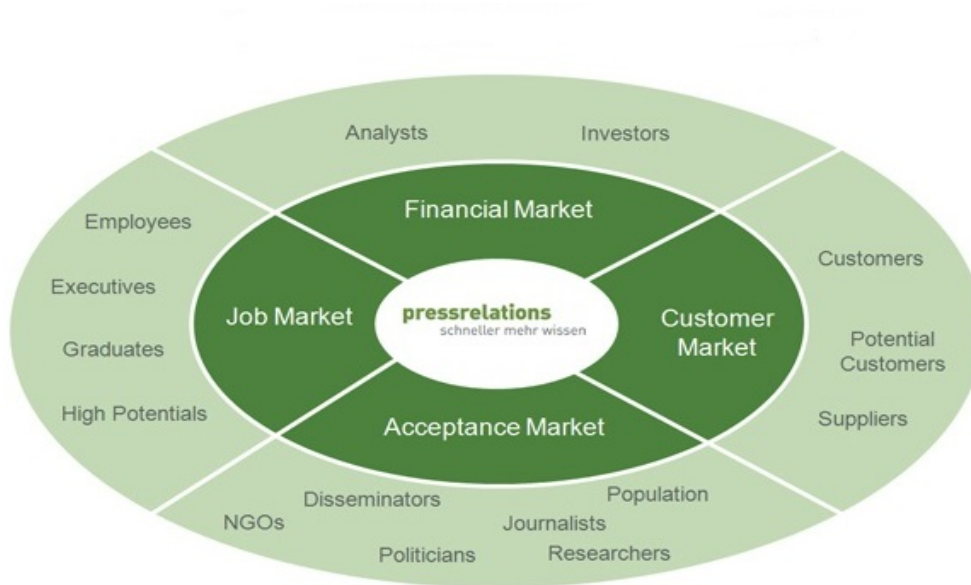 Analysts
Investors
Financial Market
Employees
Executives
Graduates
High Potentials
Job Market
pressrelations
schneller mehr wissen
Customer
Market
Customers
Potential
Customers
Suppliers
Acceptance Market
Disseminators
Population
NGOs
Journalists
Politicians
Researchers